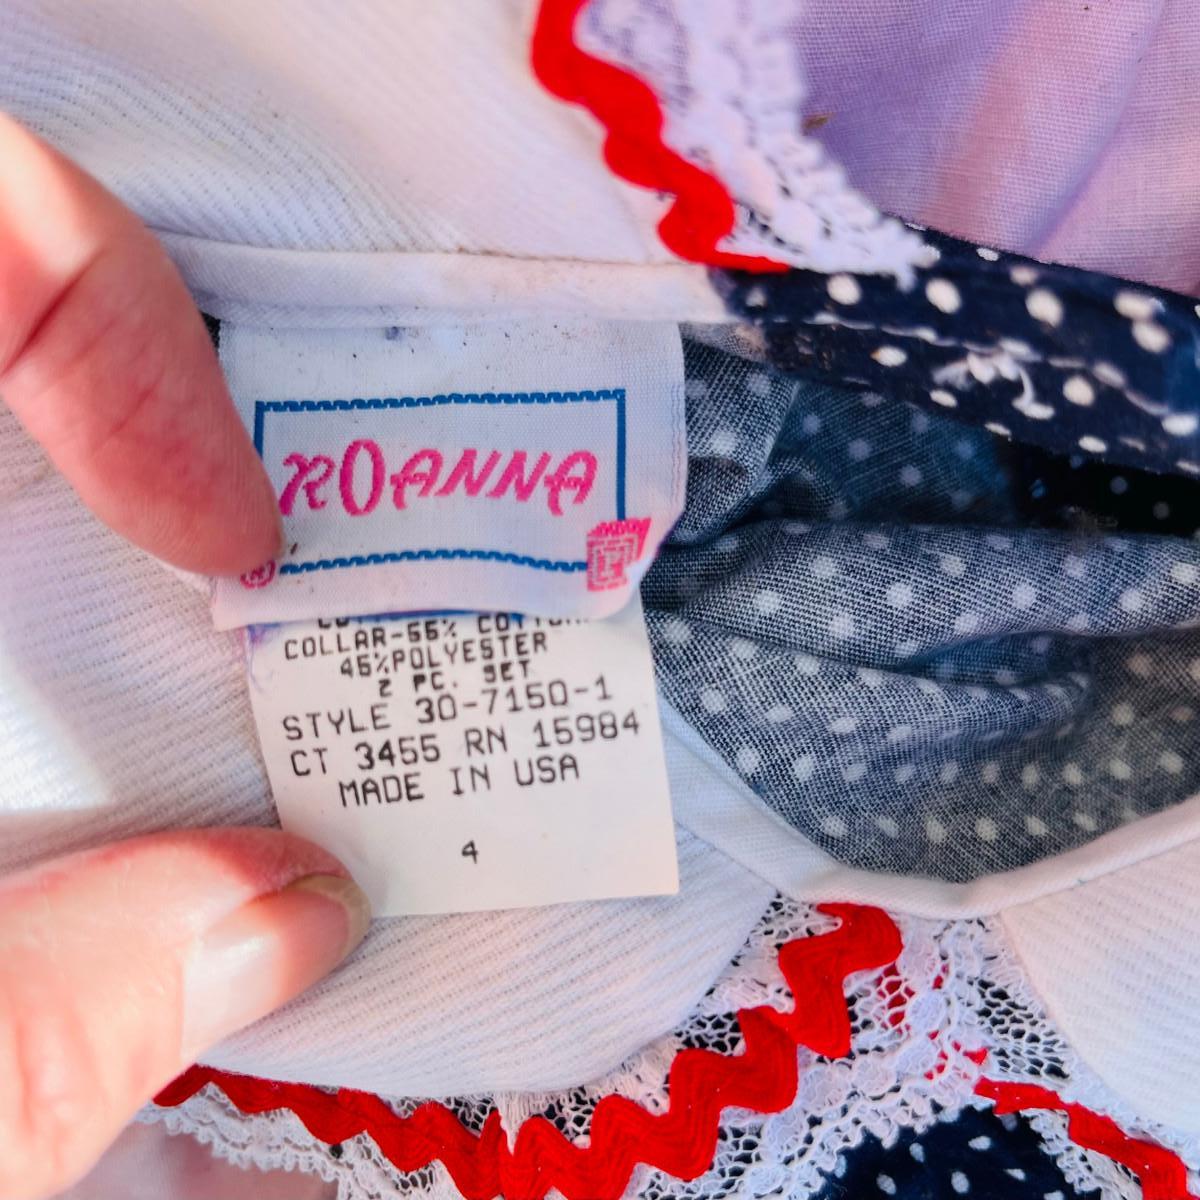 ROANNA
®
COLLAR-55% COTTON
45%POLYESTER
2 PC. SET
STYLE 30-7150-1
CT 3455 RN 15984
MADE IN USA
4